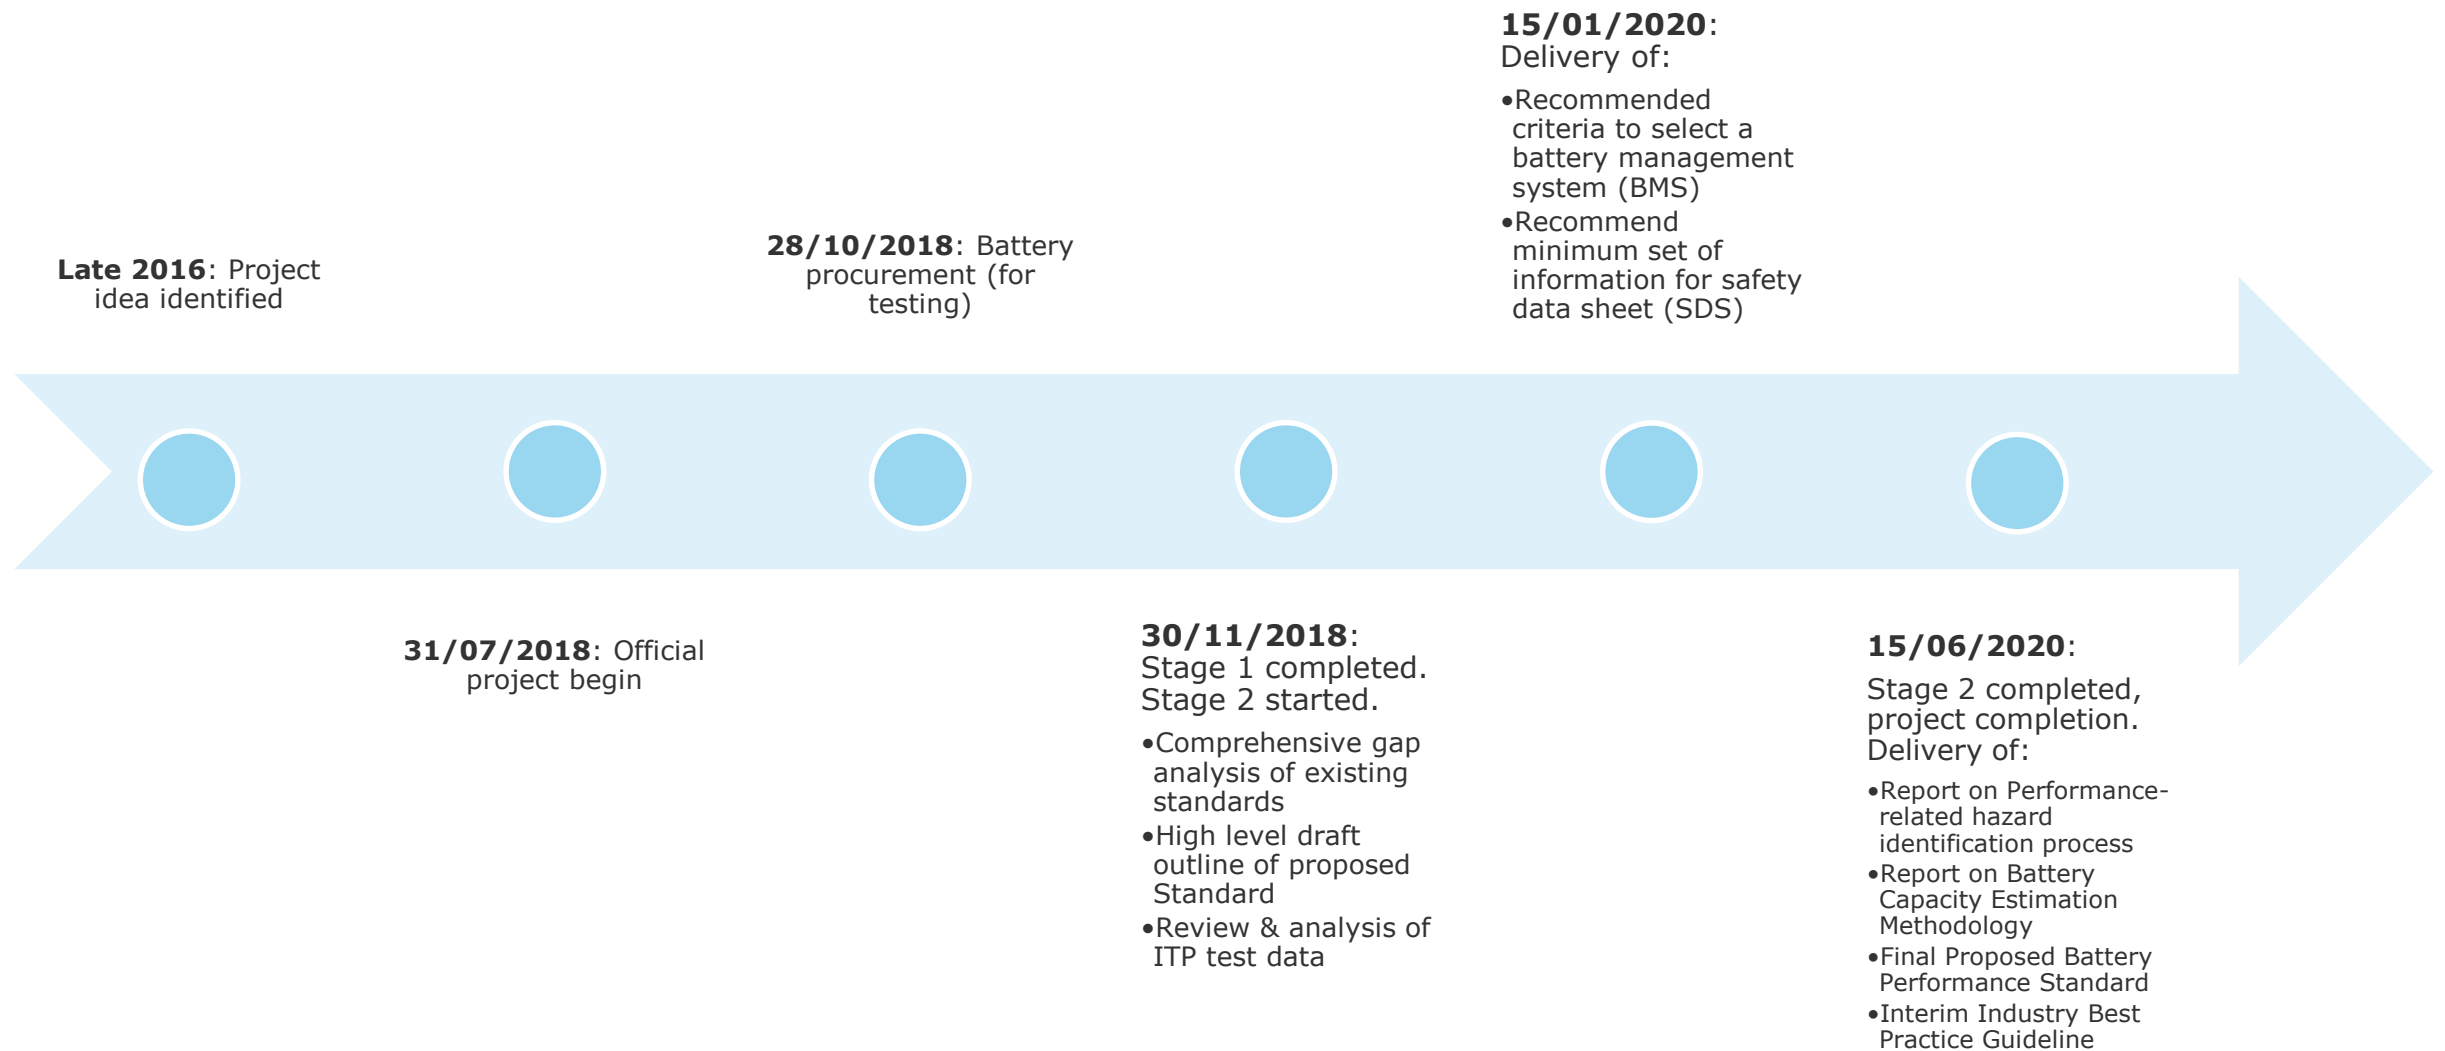 Late 2016: Project
idea identified
31/07/2018: Official
project begin
28/10/2018: Battery
procurement (for
testing)
30/11/2018:
Stage 1 completed.
Stage 2 started.
•Comprehensive gap
analysis of existing
standards
•High level draft
outline of proposed
Standard
•Review & analysis of
ITP test data
15/01/2020:
Delivery of:
•Recommended
criteria to select a
battery management
system (BMS)
•Recommend
minimum set of
information for safety
data sheet (SDS)
15/06/2020:
Stage 2 completed,
project completion.
Delivery of:
•Report on Performance-
related hazard
identification process
•Report on Battery
Capacity Estimation
Methodology
•Final Proposed Battery
Performance Standard
•Interim Industry Best
Practice Guideline